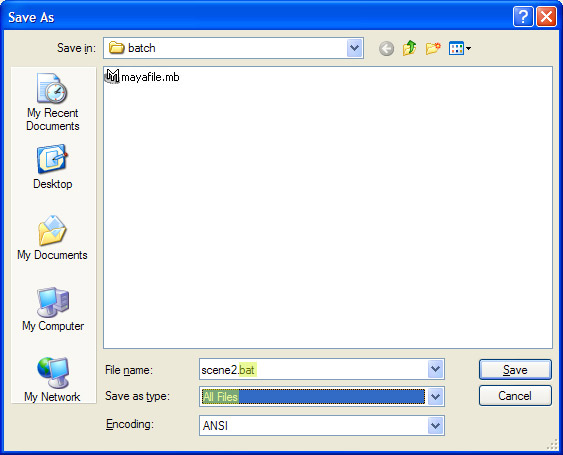 Save As
Save in: batch
mayafile.mb
My Recent
Documents
Desktop
My Documents
My Computer
My Network
File name: scene2.bat Save
Save as type: All Files Cancel
Encoding: ANSI